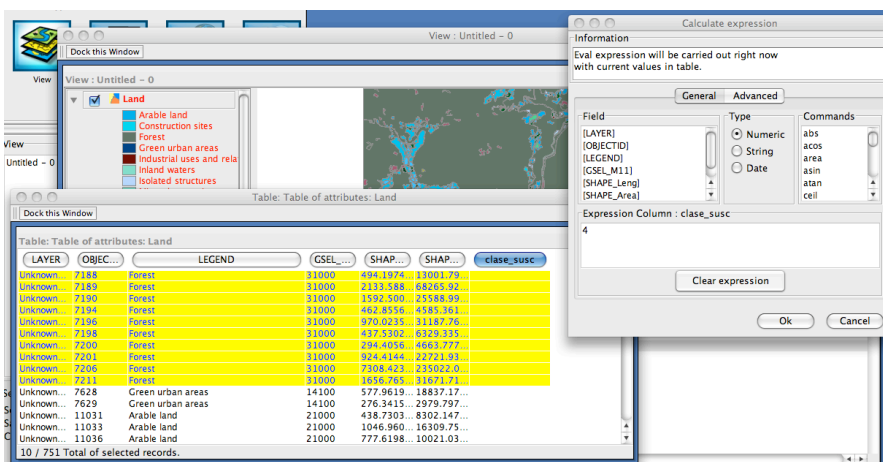 View : Untitled - 0
Dock this Window
View
View : Untitled - 0
Land
Arable land
Construction sites
Forest
Green urban areas
Industrial uses and rela
Inland waters
Isolated structures
View
Untitled - 0
Calculate expression
Information
Eval expression will be carried out right now
with current values in table.
General Advanced
Field Type Commands
[LAYER] Numeric abs
[OBJECTID] String acos
[LEGEND] Date area
[GSEL_M11] asin
[SHAPE_Leng] atan
[SHAPE_Area] ceil
Expression Column : clase_susc
4
Clear expression
Ok Cancel
Table: Table of attributes: Land
Dock this Window
Table: Table of attributes: Land
LAYER OBJEC... LEGEND GSEL_... SHAP... SHAP... clase_susc
Unknown... 7188 Forest 31000 494.1974... 13001.79...
Unknown... 7189 Forest 31000 2133.588... 68265.92...
Unknown... 7190 Forest 31000 1592.500... 25588.99...
Unknown... 7194 Forest 31000 462.8556... 4585.361...
Unknown... 7196 Forest 31000 970.0235... 31187.76...
Unknown... 7198 Forest 31000 437.5302... 6329.335...
Unknown... 7200 Forest 31000 294.4056... 4663.777...
Unknown... 7201 Forest 31000 924.4144... 22721.93...
Unknown... 7206 Forest 31000 7308.423... 235022.0...
Unknown... 7211 Forest 31000 1656.765... 31671.71...
Unknown... 7628 Green urban areas 14100 577.9619... 18837.17...
Unknown... 7629 Green urban areas 14100 276.3415... 2979.797...
Unknown... 11031 Arable land 21000 438.7303... 8302.147...
Unknown... 11033 Arable land 21000 1046.960... 16309.75...
Unknown... 11036 Arable land 21000 777.6198... 10021.03...
10 / 751 Total of selected records.